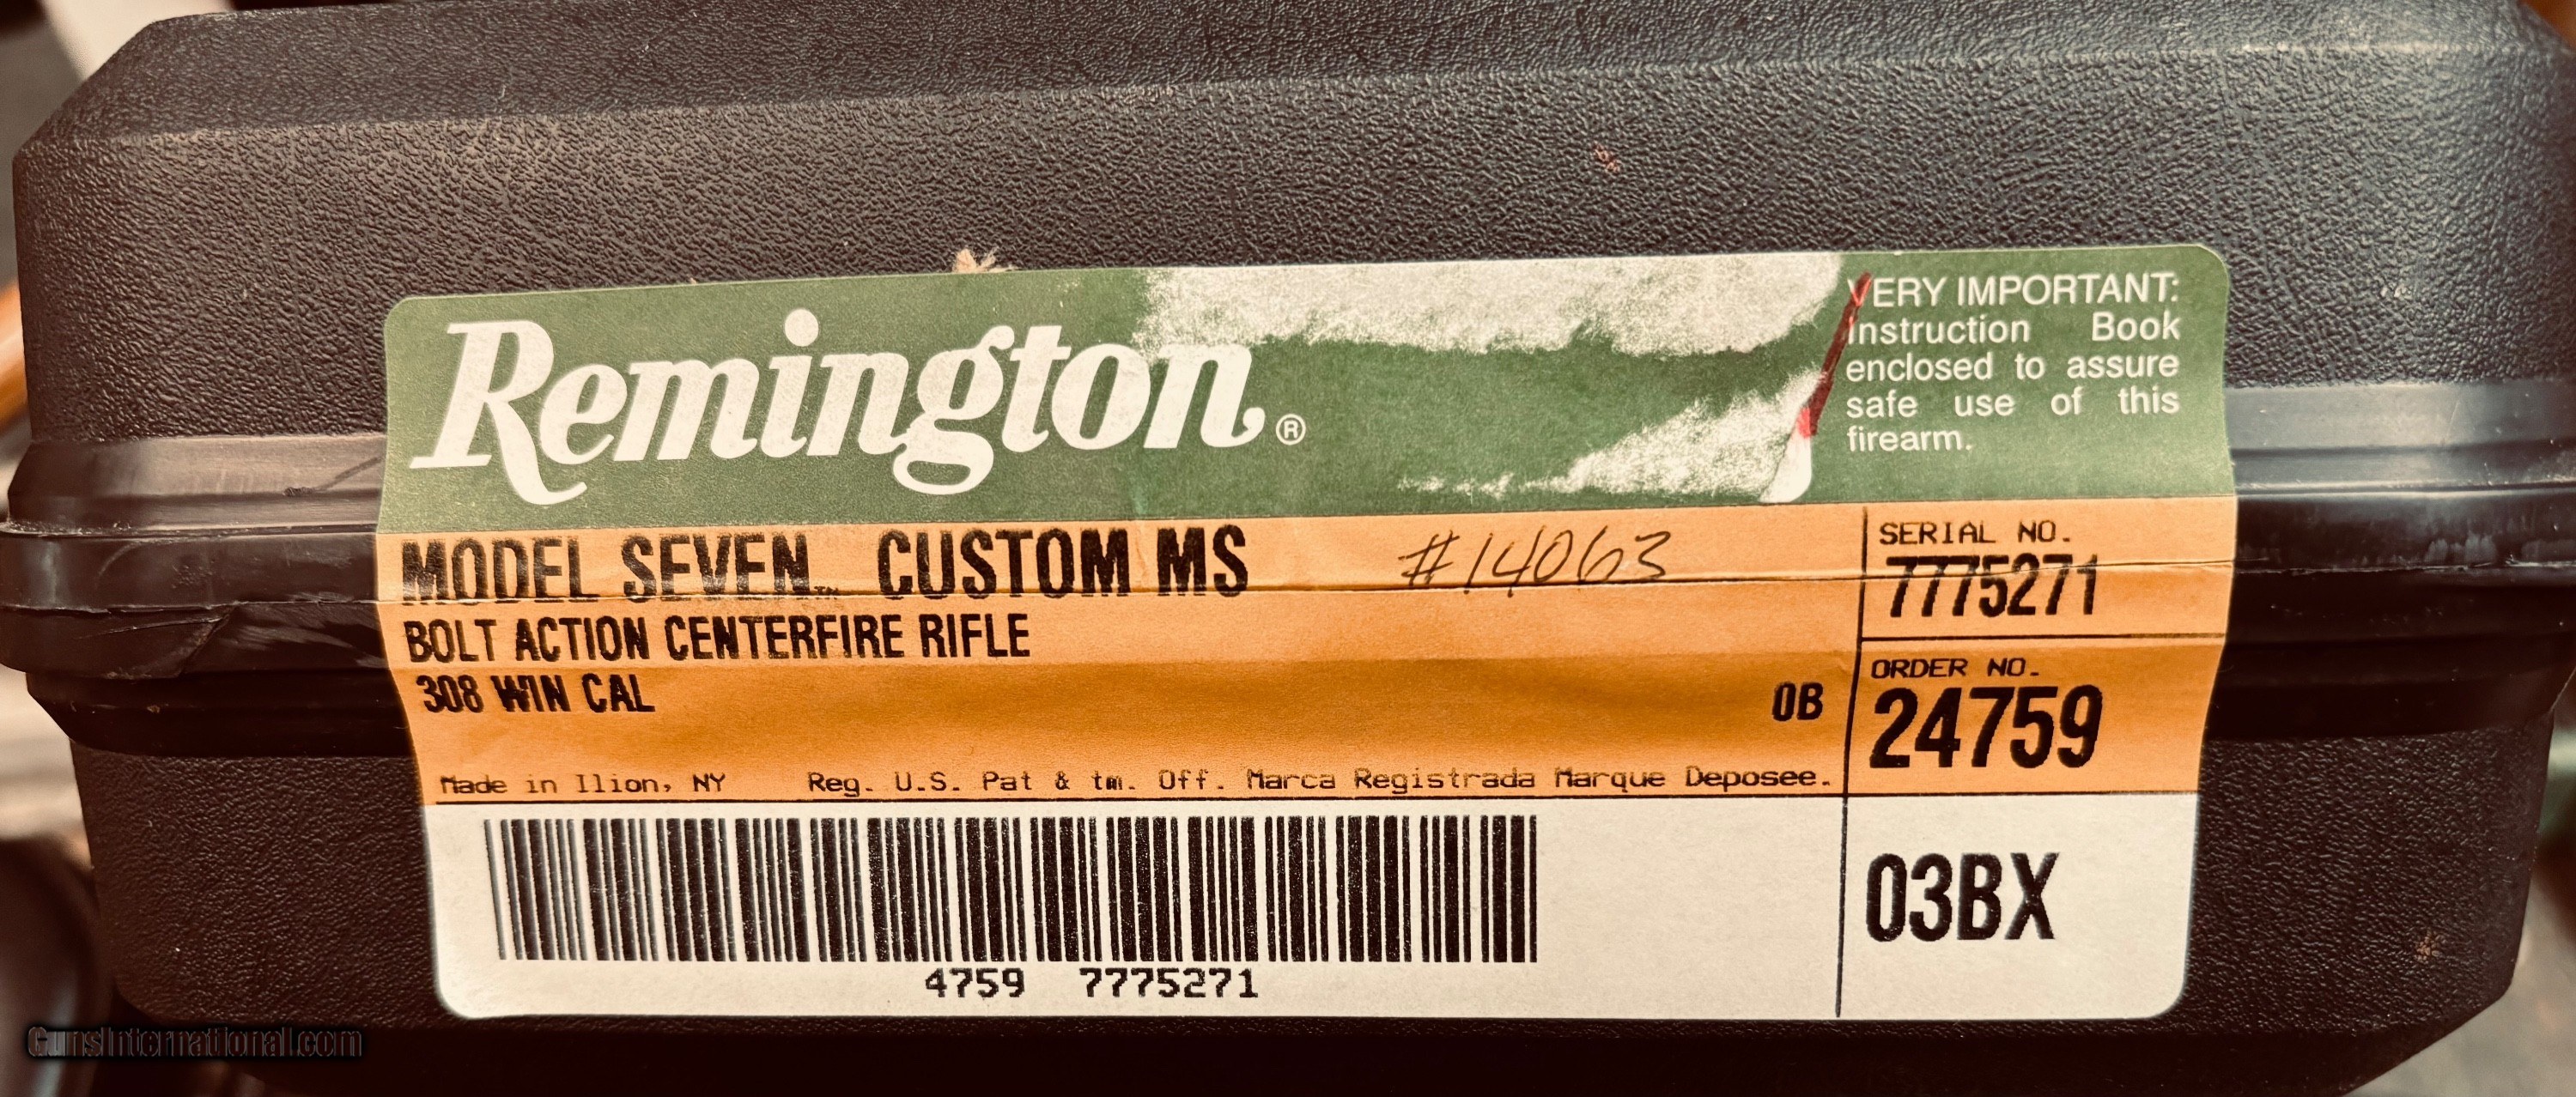 Remington®
VERY IMPORTANT:
Instruction Book
enclosed to assure
safe use of this
firearm.
MODEL SEVEN™ CUSTOM MS #14063
BOLT ACTION CENTERFIRE RIFLE
308 WIN CAL
0B
Made in Ilion, NY Reg. U.S. Pat & tm. Off. Marca Registrada Marque Deposee.
SERIAL NO.
7775271
ORDER NO.
24759
03BX
4759 7775271
GunsInternational.com